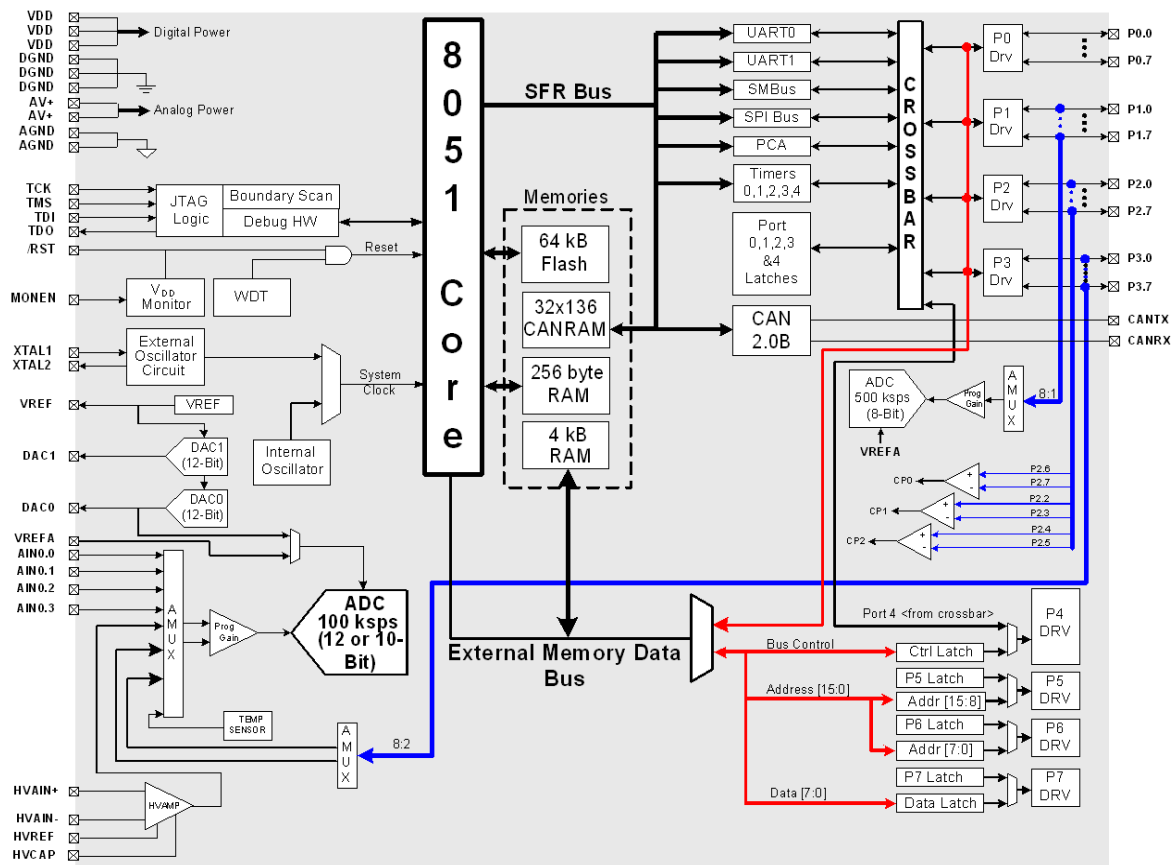 VDD
VDD
VDD
Digital Power
DGND
DGND
DGND
AV+
AV+
Analog Power
AGND
AGND
TCK
TMS
TDI
TDO
JTAG
Logic
Boundary Scan
Debug HW
/RST
Reset
MONEN
VDD
Monitor
WDT
XTAL1
XTAL2
External
Oscillator
Circuit
System
Clock
VREF
VREF
Internal
Oscillator
DAC1
DAC1
(12-Bit)
DAC0
DAC0
(12-Bit)
VREFA
AIN0.0
AIN0.1
AIN0.2
AIN0.3
AMUX
Prog
Gain
ADC
100 ksps
(12 or 10-
Bit)
TEMP
SENSOR
AMUX
8:2
HVAIN+
HVAIN-
HVREF
HVCAP
HVAMP
8051 Core
SFR Bus
Memories
64 kB
Flash
32x136
CANRAM
256 byte
RAM
4 kB
RAM
External Memory Data
Bus
UART0
UART1
SMBus
SPI Bus
PCA
Timers
0,1,2,3,4
Port
0,1,2,3
&4
Latches
CAN
2.0B
CROSSBAR
P0
Drv
P1
Drv
P2
Drv
P3
Drv
P0.0
P0.7
P1.0
P1.7
P2.0
P2.7
P3.0
P3.7
CANTX
CANRX
ADC
500 ksps
(8-Bit)
Prog
Gain
AMUX
8:1
VREFA
CP0
+
-
P2.6
P2.7
CP1
+
-
P2.2
P2.3
CP2
+
-
P2.4
P2.5
Port 4 <from crossbar>
P4
DRV
Bus Control
Ctrl Latch
Address [15:0]
P5 Latch
Addr [15:8]
P5
DRV
P6 Latch
Addr [7:0]
P6
DRV
P7 Latch
Data [7:0]
Data Latch
P7
DRV